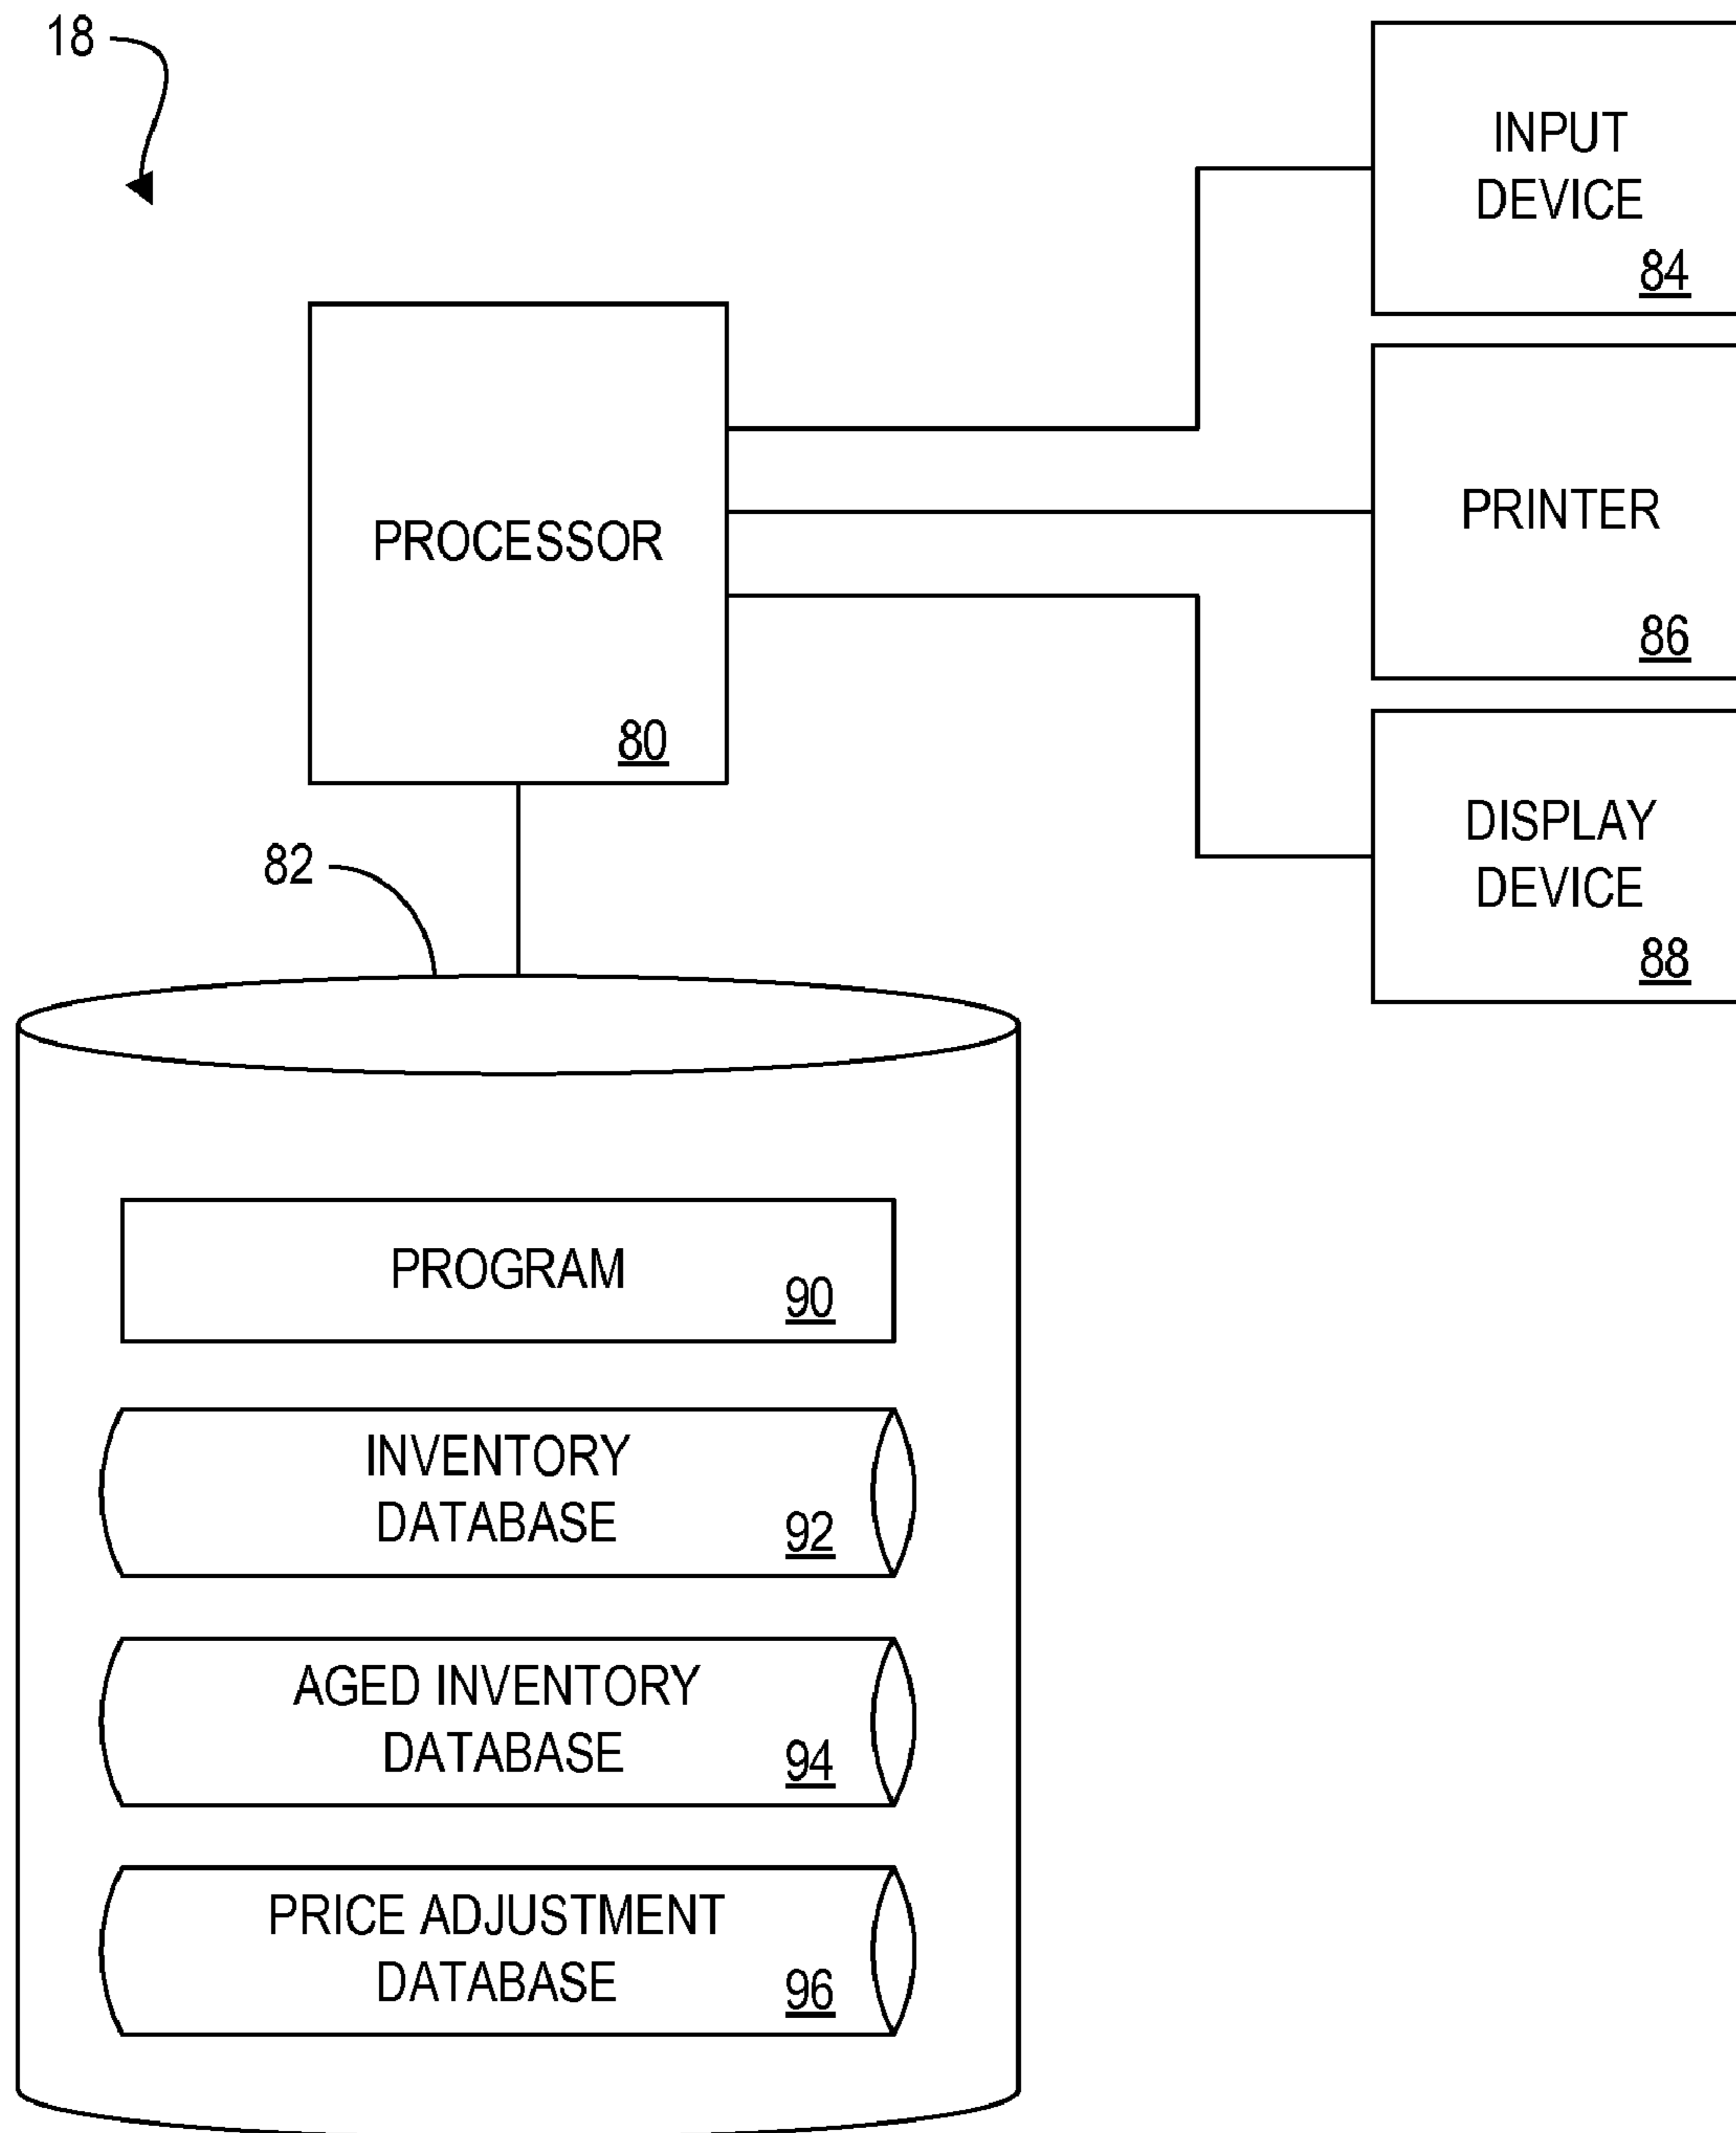 18
INPUT
DEVICE
84
PROCESSOR
80
PRINTER
86
82
DISPLAY
DEVICE
88
PROGRAM
90
INVENTORY
DATABASE
92
AGED INVENTORY
DATABASE
94
PRICE ADJUSTMENT
DATABASE
96